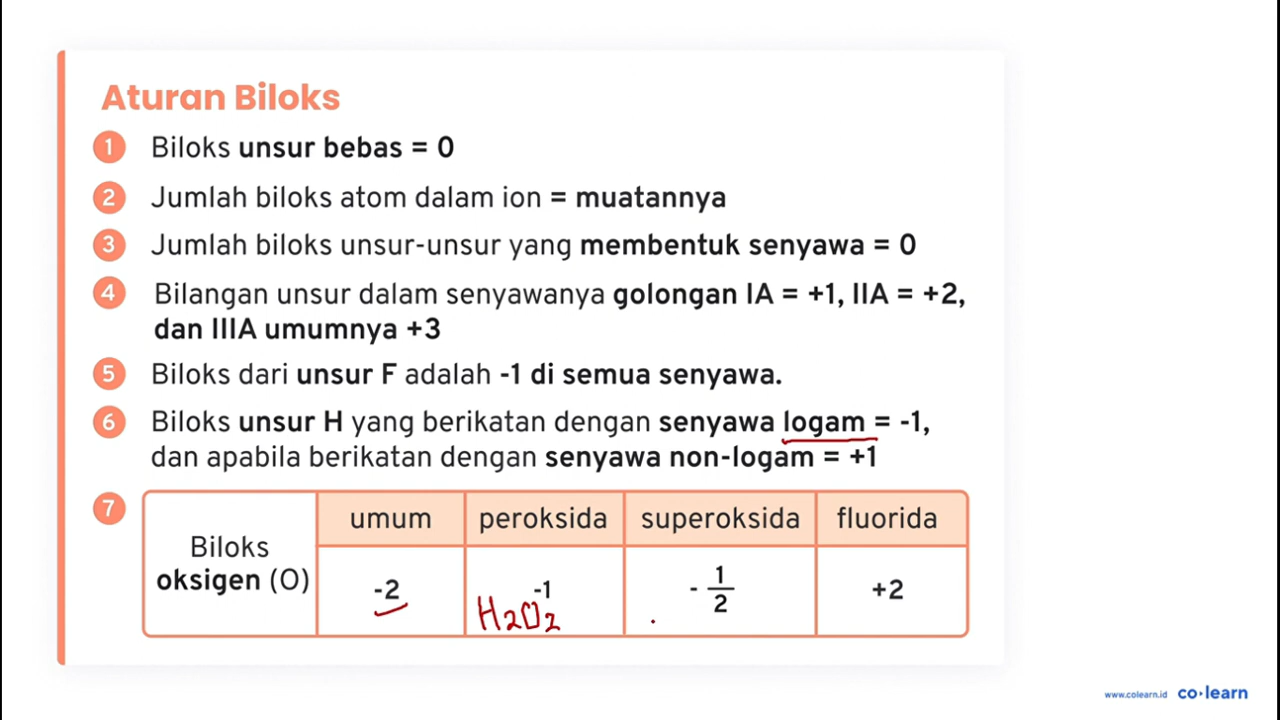 Aturan Biloks
1 Biloks unsur bebas = 0
2 Jumlah biloks atom dalam ion = muatannya
3 Jumlah biloks unsur-unsur yang membentuk senyawa = 0
4 Bilangan unsur dalam senyawanya golongan IA = +1, IIA = +2,
dan IIIA umumnya +3
5 Biloks dari unsur F adalah -1 di semua senyawa.
6 Biloks unsur H yang berikatan dengan senyawa logam = -1,
dan apabila berikatan dengan senyawa non-logam = +1
7
Biloks
oksigen (O)
umum peroksida superoksida fluorida
-2 -1 - 1/2 +2
H₂O₂
www.colearn.id co·learn